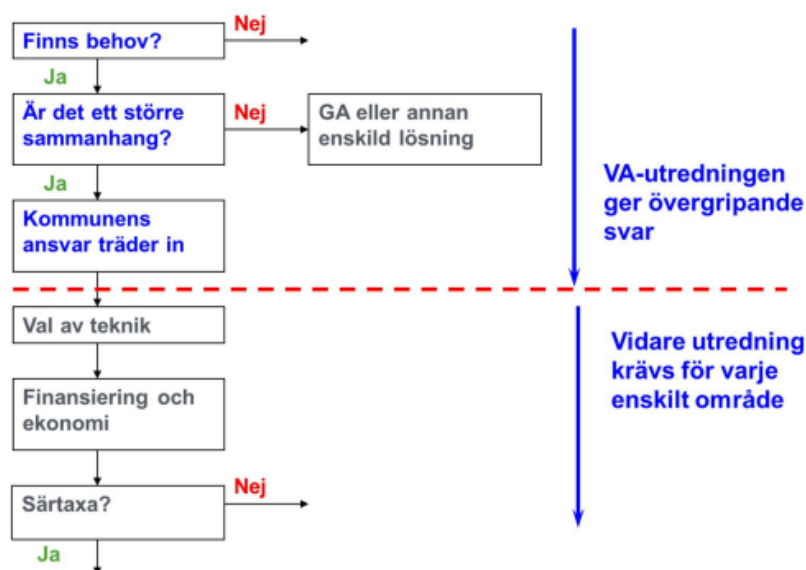 Finns behov?
Nej
Ja
Är det ett större
sammanhang?
Nej
GA eller annan
enskild lösning
Ja
Kommunens
ansvar träder in
VA-utredningen
ger övergripande
svar
Val av teknik
Finansiering och
ekonomi
Vidare utredning
krävs för varje
enskilt område
Särtaxa?
Nej
Ja